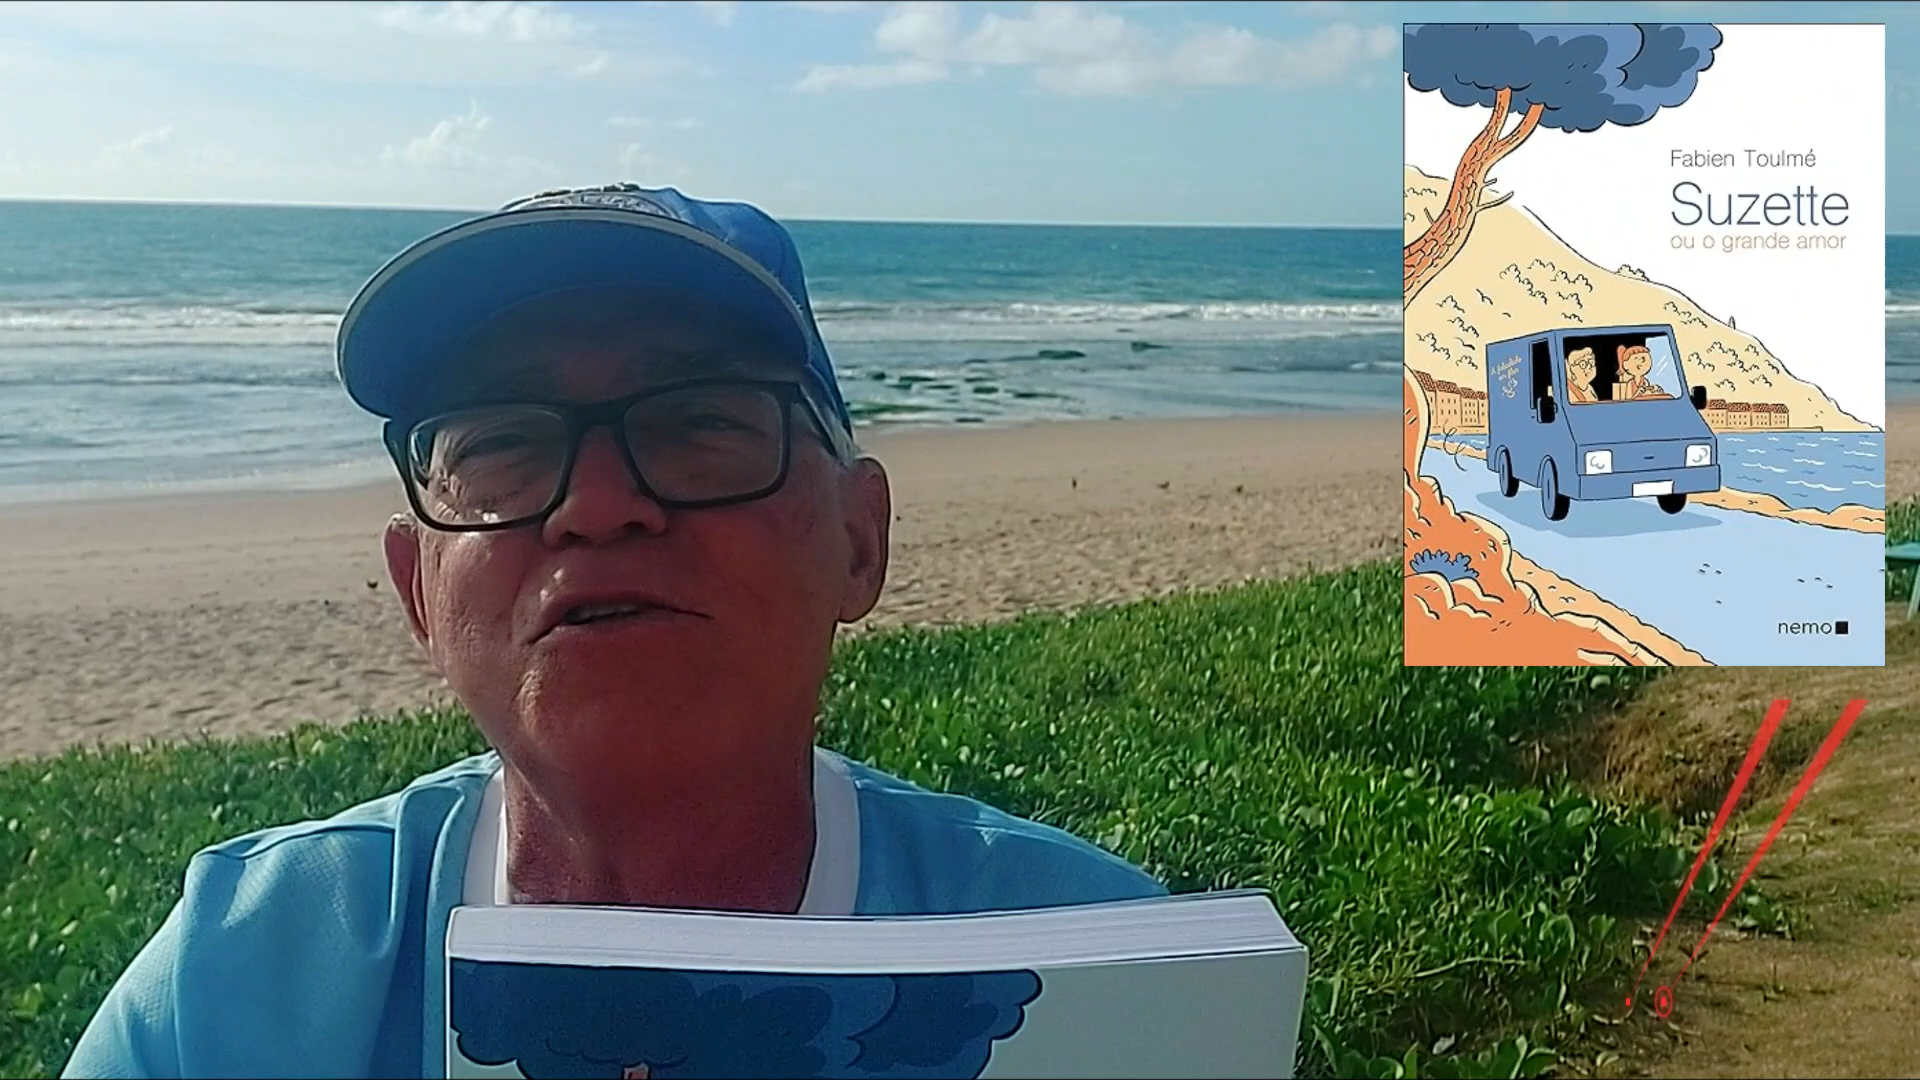 Fabien Toulmé
Suzette
ou o grande amor
nemo